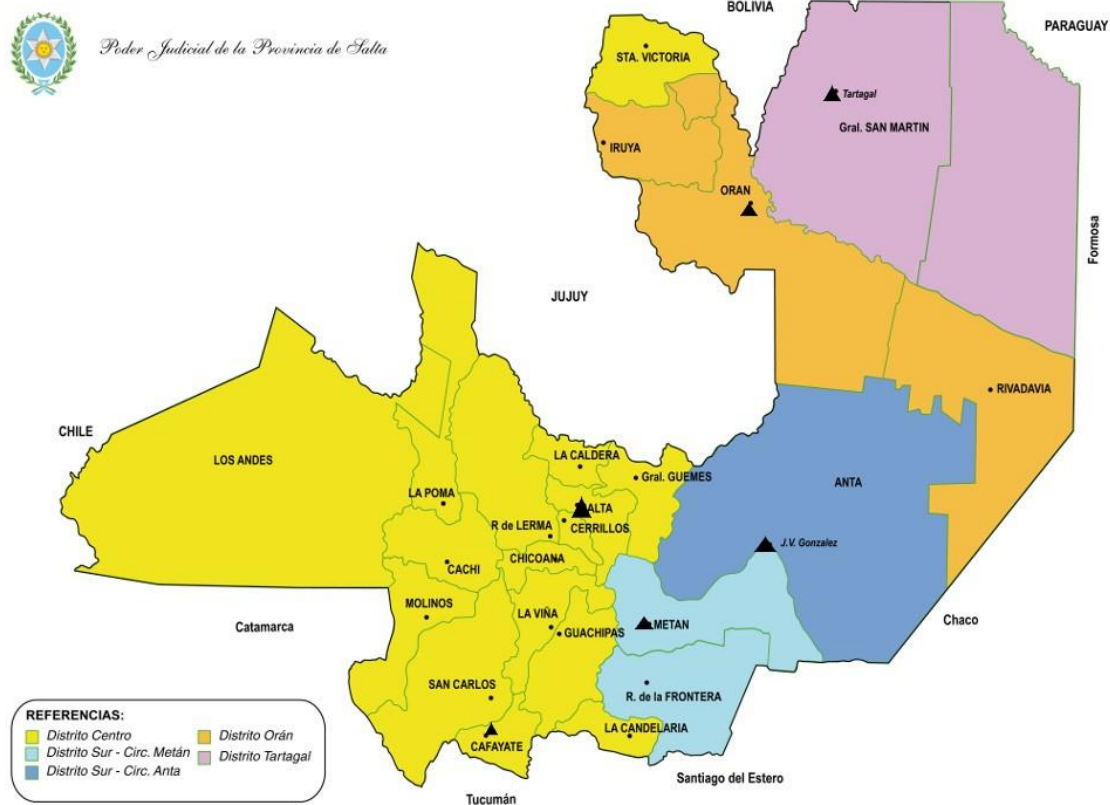 Poder Judicial de la Provincia de Salta
BOLIVIA
PARAGUAY
STA. VICTORIA
Tartagal
Gral. SAN MARTIN
IRUYA
ORAN
Formosa
JUJUY
RIVADAVIA
CHILE
LOS ANDES
LA CALDERA
Gral. GUEMES
ANTA
LA POMA
SALTA
R de LERMA
CERRILLOS
J.V. Gonzalez
CHICOANA
CACHI
MOLINOS
LA VIÑA
GUACHIPAS
METAN
Catamarca
Chaco
SAN CARLOS
R. de la FRONTERA
LA CANDELARIA
CAFAYATE
Santiago del Estero
Tucumán
REFERENCIAS:
Distrito Centro
Distrito Sur - Circ. Metán
Distrito Sur - Circ. Anta
Distrito Orán
Distrito Tartagal